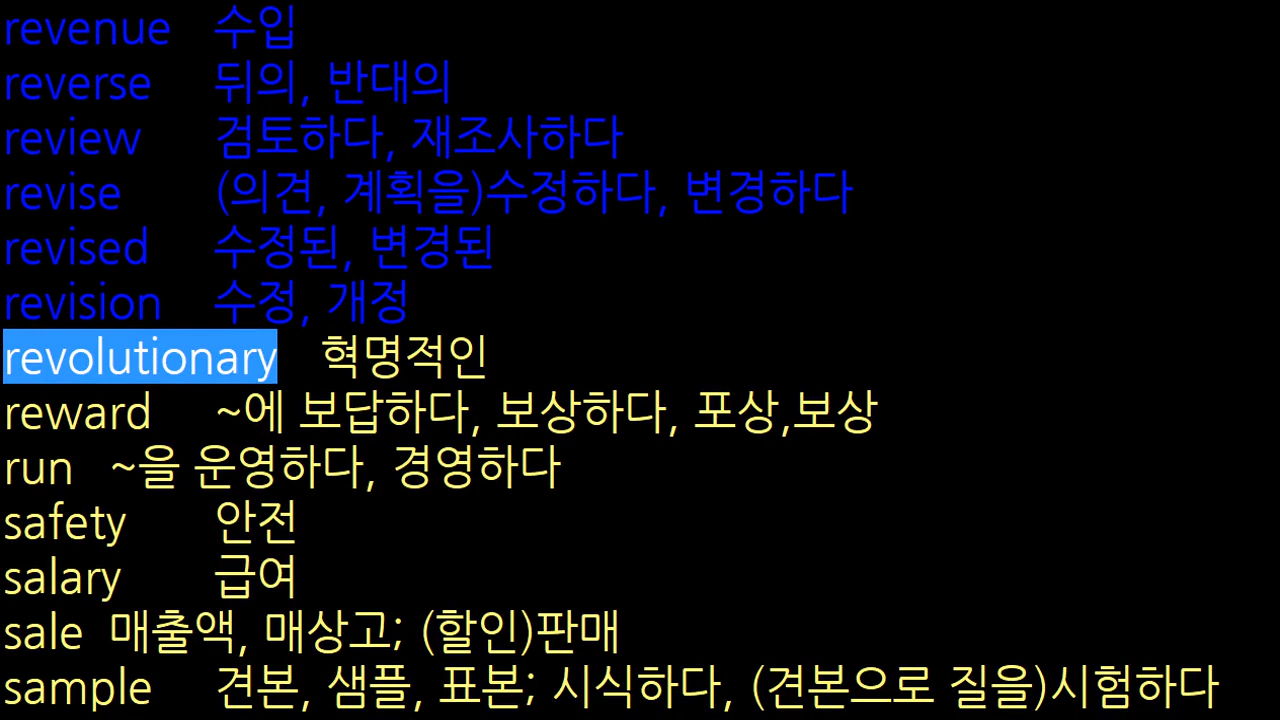 revenue 수입
reverse 뒤의, 반대의
review 검토하다, 재조사하다
revise (의견, 계획을)수정하다, 변경하다
revised 수정된, 변경된
revision 수정, 개정
revolutionary 혁명적인
reward ~에 보답하다, 보상하다, 포상,보상
run ~을 운영하다, 경영하다
safety 안전
salary 급여
sale 매출액, 매상고; (할인)판매
sample 견본, 샘플, 표본; 시식하다, (견본으로 질을)시험하다